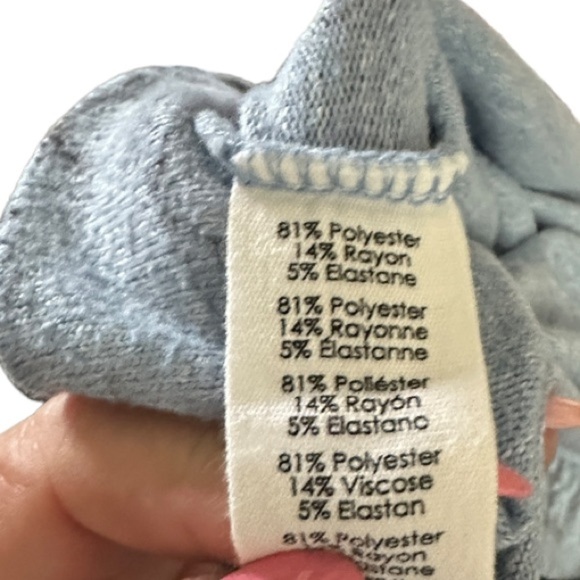 81% Polyester
14% Rayon
5% Elastane
81% Polyester
14% Rayonne
5% Élastanne
81% Poliéster
14% Rayón
5% Elastano
81% Polyester
14% Viscose
5% Elastan
81% Polyester
Rayon